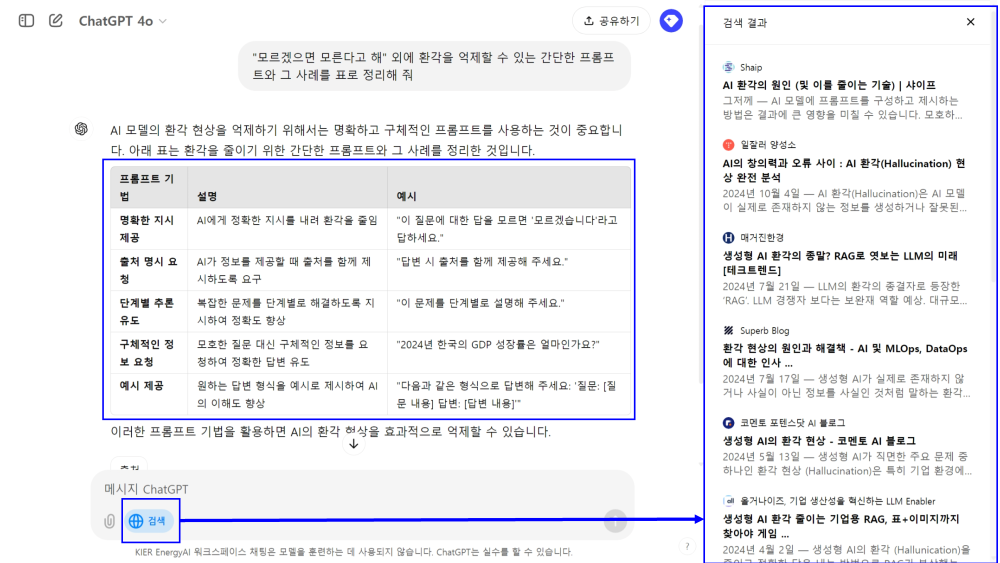 ChatGPT 4o
공유하기
"모르겠으면 모른다고 해" 외에 환각을 억제할 수 있는 간단한 프롬프
트와 그 사례를 표로 정리해 줘
AI 모델의 환각 현상을 억제하기 위해서는 명확하고 구체적인 프롬프트를 사용하는 것이 중요합니
다. 아래 표는 환각을 줄이기 위한 간단한 프롬프트와 그 사례를 정리한 것입니다.
프롬프트 기
법
설명
예시
명확한 지시
제공
AI에게 정확한 지시를 내려 환각을 줄임
"이 질문에 대한 답을 모르면 '모르겠습니다'라고
답하세요."
출처 명시 요
청
AI가 정보를 제공할 때 출처를 함께 제
시하도록 요구
"답변 시 출처를 함께 제공해 주세요."
단계별 추론
유도
복잡한 문제를 단계별로 해결하도록 지
시하여 정확도 향상
"이 문제를 단계별로 설명해 주세요."
구체적인 정
보 요청
모호한 질문 대신 구체적인 정보를 요
청하여 정확한 답변 유도
"2024년 한국의 GDP 성장률은 얼마인가요?"
예시 제공
원하는 답변 형식을 예시로 제시하여 AI
의 이해도 향상
"다음과 같은 형식으로 답변해 주세요: '질문: [질
문 내용] 답변: [답변 내용]'"
이러한 프롬프트 기법을 활용하면 AI의 환각 현상을 효과적으로 억제할 수 있습니다.
메시지 ChatGPT
검색
KIER EnergyAI 워크스페이스 채팅은 모델을 훈련하는 데 사용되지 않습니다. ChatGPT는 실수를 할 수 있습니다.
?
검색 결과
Shaip
AI 환각의 원인 (및 이를 줄이는 기술) | 샤이프
그저께 — AI 모델에 프롬프트를 구성하고 제시하는
방법은 결과에 큰 영향을 미칠 수 있습니다. 모호하...
일잘러 양성소
AI의 창의력과 오류 사이 : AI 환각(Hallucination) 현
상 완전 분석
2024년 10월 4일 — AI 환각(Hallucination)은 AI 모델
이 실제로 존재하지 않는 정보를 생성하거나 잘못된...
매거진한경
생성형 AI 환각의 종말? RAG로 엿보는 LLM의 미래
[테크트렌드]
2024년 7월 21일 — LLM의 환각의 종결자로 등장한
'RAG'. LLM 경쟁자 보다는 보완재 역할 예상. 대규모...
Superb Blog
환각 현상의 원인과 해결책 - AI 및 MLOps, DataOps
에 대한 인사 ...
2024년 7월 17일 — 생성형 AI가 실제로 존재하지 않
거나 사실이 아닌 정보를 사실인 것처럼 말하는 환각...
코멘토 포텐스닷 AI 블로그
생성형 AI의 환각 현상 - 코멘토 AI 블로그
2024년 5월 13일 — 생성형 AI가 직면한 주요 문제 중
하나인 환각 현상 (Hallucination)은 특히 기업 환경에...
올거나이즈, 기업 생산성을 혁신하는 LLM Enabler
생성형 AI 환각 줄이는 기업용 RAG, 표+이미지까지
찾아야 게임 ...
2024년 4월 2일 — 생성형 AI의 환각 (Hallunication)을